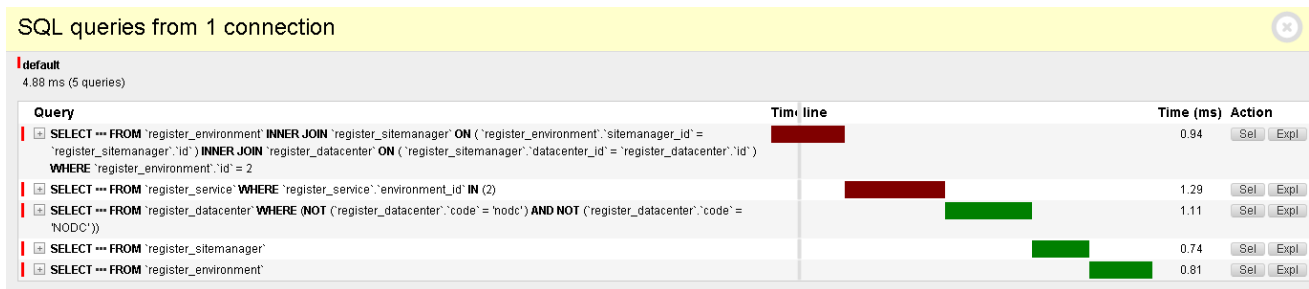 SQL queries from 1 connection
default
4.88 ms (5 queries)
Query Timeline Time (ms) Action
SELECT ••• FROM `register_environment` INNER JOIN `register_sitemanager` ON ( `register_environment`.`sitemanager_id` = 0.94 Sel Expl
`register_sitemanager`.`id` ) INNER JOIN `register_datacenter` ON ( `register_sitemanager`.`datacenter_id` = `register_datacenter`.`id` )
WHERE `register_environment`.`id` = 2
SELECT ••• FROM `register_service` WHERE `register_service`.`environment_id` IN (2) 1.29 Sel Expl
SELECT ••• FROM `register_datacenter` WHERE (NOT (`register_datacenter`.`code` = 'nodc') AND NOT (`register_datacenter`.`code` = 1.11 Sel Expl
'NODC'))
SELECT ••• FROM `register_sitemanager` 0.74 Sel Expl
SELECT ••• FROM `register_environment` 0.81 Sel Expl